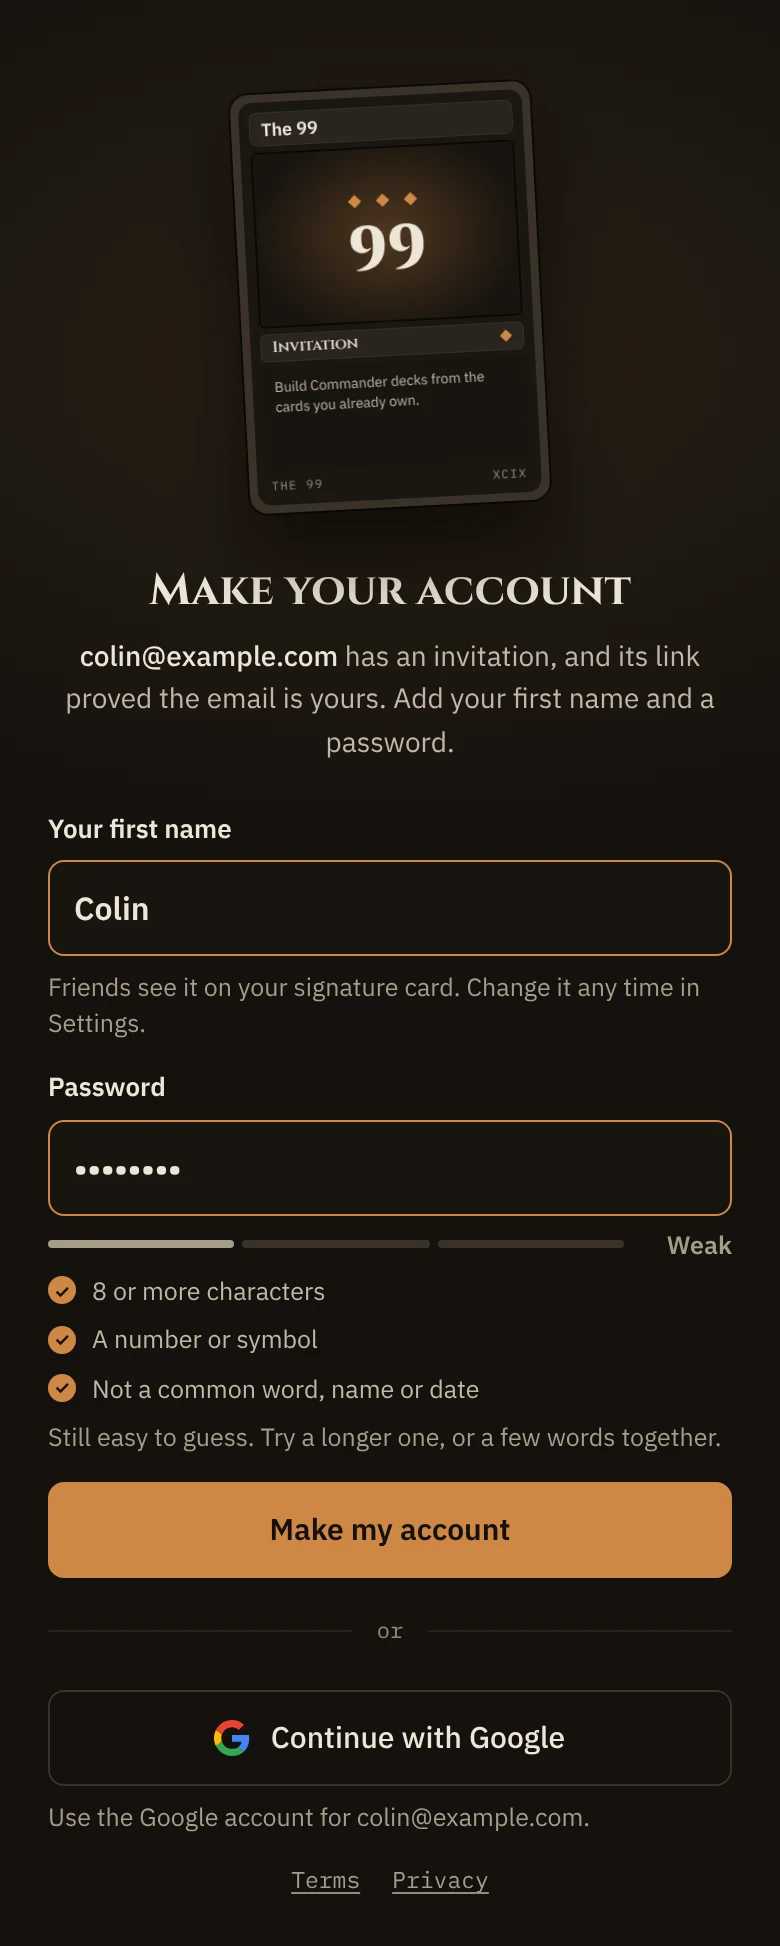 The 99
99
Invitation
Build Commander decks from the
cards you already own.
THE 99
XCIX
Make your account
colin@example.com has an invitation, and its link
proved the email is yours. Add your first name and a
password.
Your first name
Colin
Friends see it on your signature card. Change it any time in
Settings.
Password
••••••••
Weak
8 or more characters
A number or symbol
Not a common word, name or date
Still easy to guess. Try a longer one, or a few words together.
Make my account
or
Continue with Google
Use the Google account for colin@example.com.
Terms Privacy